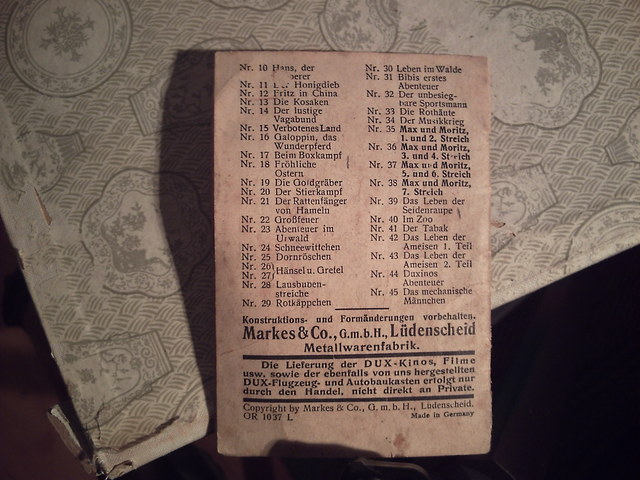 Nr. 10 Hans, der
Nr. 11 Honigdieb
Nr. 12 Fritz in China
Nr. 13 Die Kosaken
Nr. 14 Der lustige
Vagabund
Nr. 15 Verbotenes Land
Nr. 16 Galoppin, das
Wunderpferd
Nr. 17 Beim Boxkampf
Nr. 18 Fröhliche
Ostern
Nr. 19 Die Goldgräber
Nr. 20 Der Stierkampf
Nr. 21 Der Rattenfänger
von Hameln
Nr. 22 Großfeuer
Nr. 23 Abenteuer im
Urwald
Nr. 24 Schneewittchen
Nr. 25 Dornröschen
Nr. 26
Nr. 27 Hänsel u. Gretel
Nr. 28 Lausbuben-
streiche
Nr. 29 Rotkäppchen
Nr. 30 Leben im Walde
Nr. 31 Bibis erstes
Abenteuer
Nr. 32 Der unbesieg-
bare Sportsmann
Nr. 33 Die Rothäute
Nr. 34 Der Musikkrieg
Nr. 35 Max und Moritz,
1. und 2. Streich
Nr. 36 Max und Moritz,
3. und 4. Streich
Nr. 37 Max und Moritz,
5. und 6. Streich
Nr. 38 Max und Moritz,
7. Streich
Nr. 39 Das Leben der
Seidenraupe
Nr. 40 Im Zoo
Nr. 41 Der Tabak
Nr. 42 Das Leben der
Ameisen 1. Teil
Nr. 43 Das Leben der
Ameisen 2. Teil
Nr. 44 Duxinos
Abenteuer
Nr. 45 Das mechanische
Männchen
Konstruktions- und Formänderungen vorbehalten.
Markes & Co., G.m.b.H., Lüdenscheid
Metallwarenfabrik.
Die Lieferung der DUX-Kinos, Filme
usw. sowie der ebenfalls von uns hergestellten
DUX-Flugzeug- und Autobaukasten erfolgt nur
durch den Handel, nicht direkt an Private.
Copyright by Markes & Co., G. m. b. H., Lüdenscheid.
OR 1037 L Made in Germany